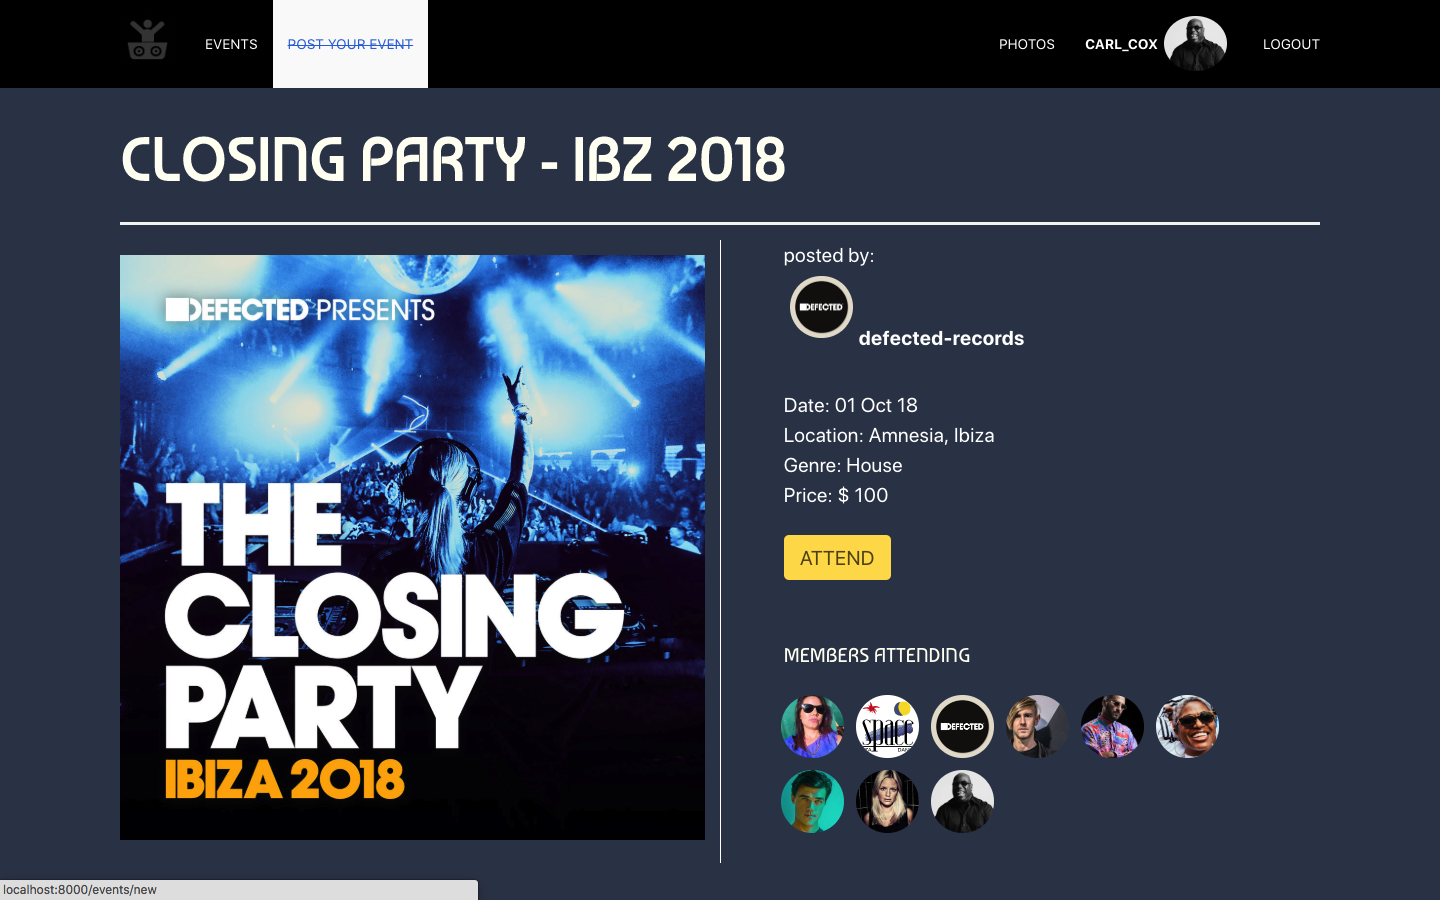 EVENTS
POST YOUR EVENT
PHOTOS
CARL_COX
LOGOUT
CLOSING PARTY - IBZ 2018
DEFECTED PRESENTS
THE
CLOSING
PARTY
IBIZA 2018
posted by:
DEFECTED
defected-records
Date: 01 Oct 18
Location: Amnesia, Ibiza
Genre: House
Price: $ 100
ATTEND
MEMBERS ATTENDING
space
DEFECTED
localhost:8000/events/new